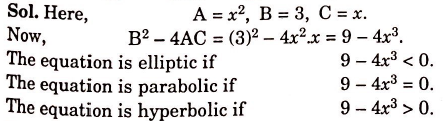 Sol. Here, A = x², B = 3, C = x.
Now, B² – 4AC = (3)² – 4x².x = 9 – 4x³.
The equation is elliptic if 9 – 4x³ < 0.
The equation is parabolic if 9 – 4x³ = 0.
The equation is hyperbolic if 9 – 4x³ > 0.